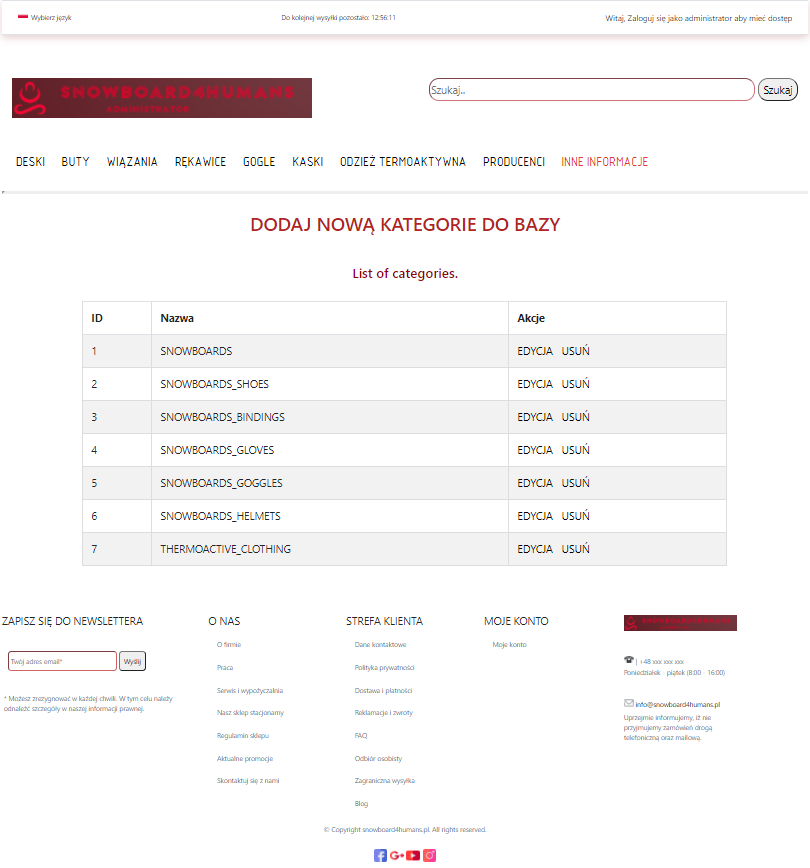 Wybierz język
Do kolejnej wysyłki pozostało: 12:56:11
Witaj, Zaloguj się jako administrator aby mieć dostęp
SNOWBOARD4HUMANS
ADMINISTRATOR
Szukaj..
Szukaj
DESKI BUTY WIĄZANIA RĘKAWICE GOGLE KASKI ODZIEŻ TERMOAKTYWNA PRODUCENCI INNE INFORMACJE
DODAJ NOWĄ KATEGORIE DO BAZY
List of categories.
ID Nazwa Akcje
1 SNOWBOARDS EDYCJA USUŃ
2 SNOWBOARDS_SHOES EDYCJA USUŃ
3 SNOWBOARDS_BINDINGS EDYCJA USUŃ
4 SNOWBOARDS_GLOVES EDYCJA USUŃ
5 SNOWBOARDS_GOGGLES EDYCJA USUŃ
6 SNOWBOARDS_HELMETS EDYCJA USUŃ
7 THERMOACTIVE_CLOTHING EDYCJA USUŃ
ZAPISZ SIĘ DO NEWSLETTERA
Twój adres email*
Wyślij
* Możesz zrezygnować w każdej chwili. W tym celu należy
odnaleźć szczegóły w naszej informacji prawnej.
O NAS
O firmie
Praca
Serwis i wypożyczalnia
Nasz sklep stacjonarny
Regulamin sklepu
Aktualne promocje
Skontaktuj się z nami
STREFA KLIENTA
Dane kontaktowe
Polityka prywatności
Dostawa i płatności
Reklamacje i zwroty
FAQ
Odbiór osobisty
Zagraniczna wysyłka
Blog
MOJE KONTO
Moje konto
SNOWBOARD4HUMANS
| +48 xxx xxx xxx
Poniedziałek - piątek (8:00 - 16:00)
info@snowboard4humans.pl
Uprzejmie informujemy, iż nie
przyjmujemy zamówień drogą
telefoniczną oraz mailową.
© Copyright snowboard4humans.pl. All rights reserved.